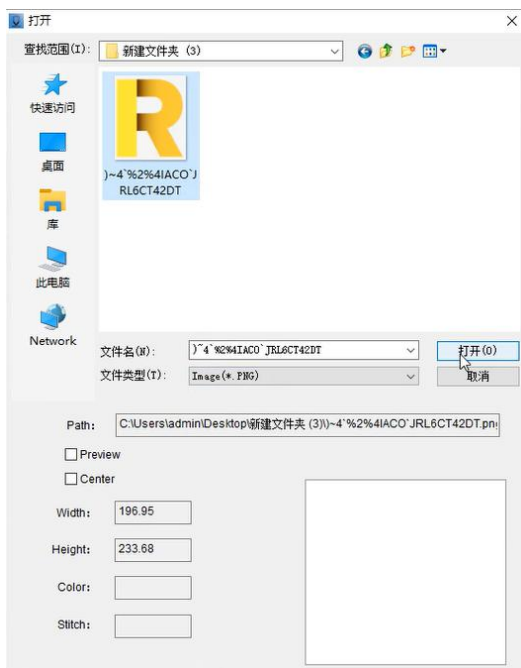 打开
查找范围(I):
新建文件夹 (3)
快速访问
桌面
库
此电脑
Network
R
)~4`%2%4IACO`J
RL6CT42DT
文件名(N):
)~4`%2%4IACO`JRL6CT42DT
打开(O)
文件类型(T):
Image(*.PNG)
取消
Path:
C:\Users\admin\Desktop\新建文件夹 (3)\)~4`%2%4IACO`JRL6CT42DT.png
Preview
Center
Width:
196.95
Height:
233.68
Color:
Stitch: